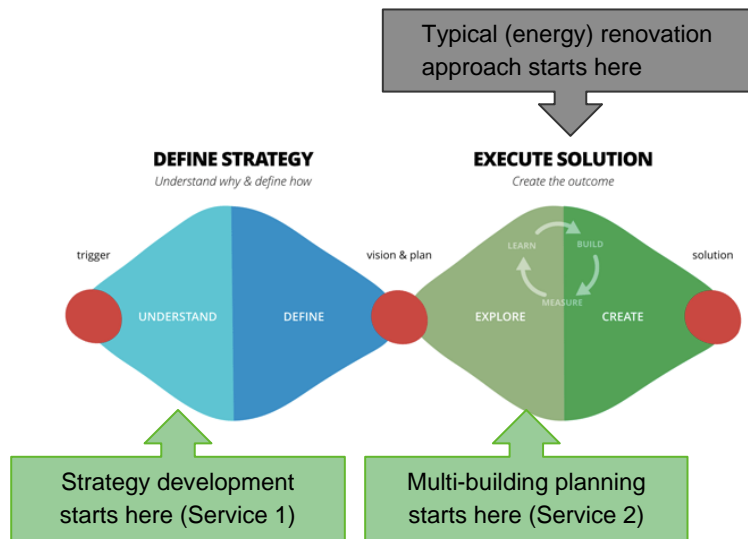 Typical (energy) renovation
approach starts here
DEFINE STRATEGY
Understand why & define how
EXECUTE SOLUTION
Create the outcome
trigger
vision & plan
solution
LEARN
BUILD
MEASURE
UNDERSTAND
DEFINE
EXPLORE
CREATE
Strategy development
starts here (Service 1)
Multi-building planning
starts here (Service 2)